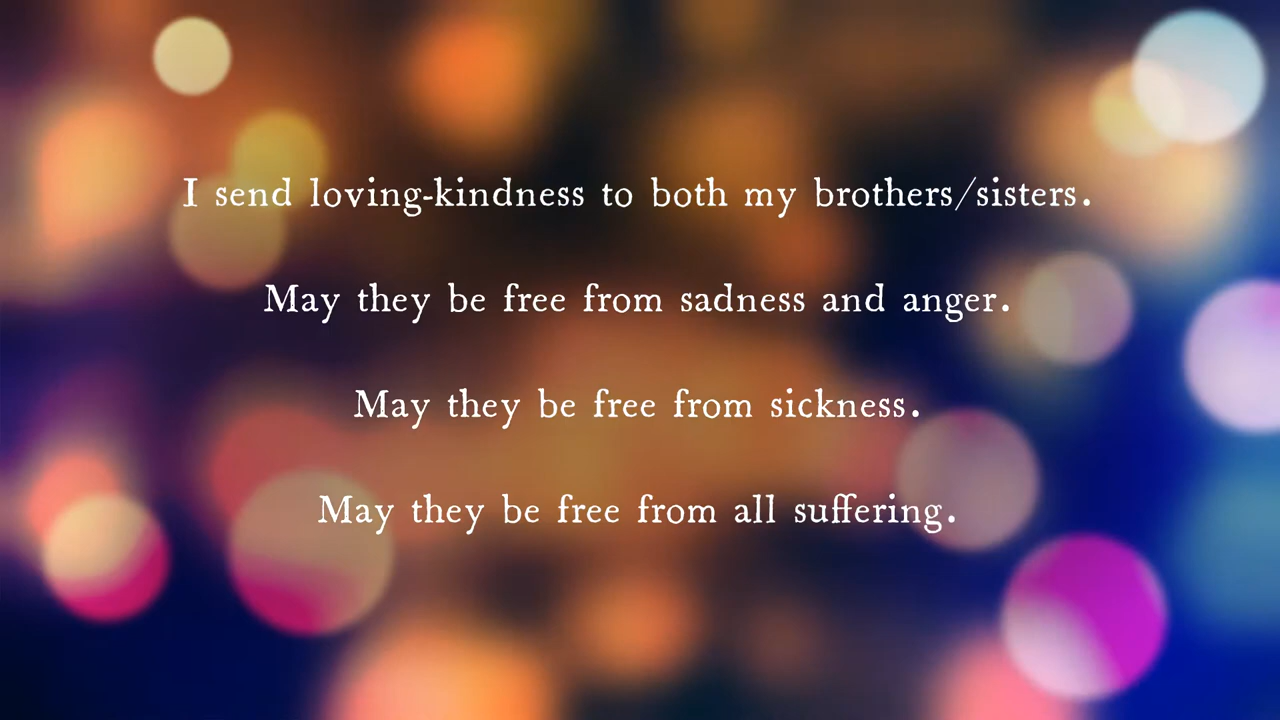 I send loving-kindness to both my brothers/sisters.
May they be free from sadness and anger.
May they be free from sickness.
May they be free from all suffering.